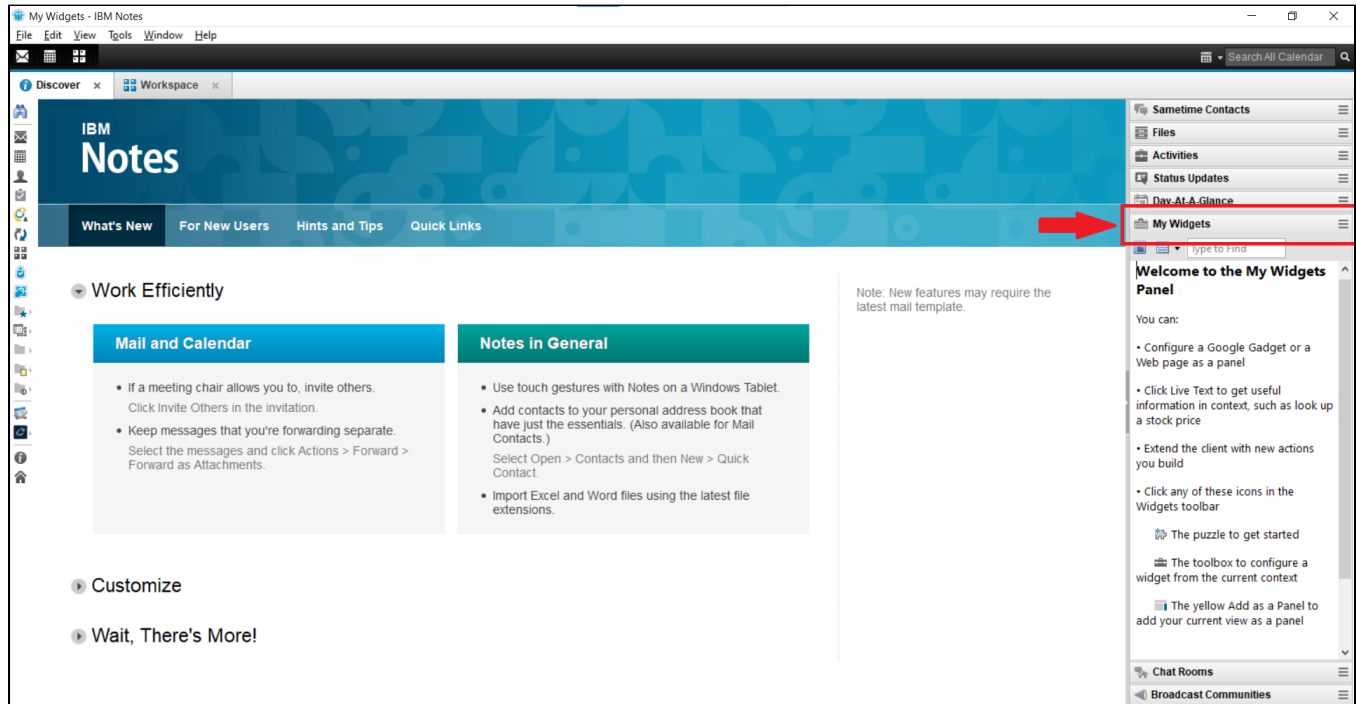 My Widgets - IBM Notes
File Edit View Tools Window Help
Search All Calendar
Discover
Workspace
IBM
Notes
What's New
For New Users
Hints and Tips
Quick Links
Work Efficiently
Mail and Calendar
• If a meeting chair allows you to, invite others.
Click Invite Others in the invitation.
• Keep messages that you're forwarding separate.
Select the messages and click Actions > Forward >
Forward as Attachments.
Notes in General
• Use touch gestures with Notes on a Windows Tablet.
• Add contacts to your personal address book that
have just the essentials. (Also available for Mail
Contacts.)
Select Open > Contacts and then New > Quick
Contact.
• Import Excel and Word files using the latest file
extensions.
Note: New features may require the
latest mail template.
Customize
Wait, There's More!
Sametime Contacts
Files
Activities
Status Updates
Day-At-A-Glance
My Widgets
Type to Find
Welcome to the My Widgets
Panel
You can:
• Configure a Google Gadget or a
Web page as a panel
• Click Live Text to get useful
information in context, such as look up
a stock price
• Extend the client with new actions
you build
• Click any of these icons in the
Widgets toolbar
The puzzle to get started
The toolbox to configure a
widget from the current context
The yellow Add as a Panel to
add your current view as a panel
Chat Rooms
Broadcast Communities